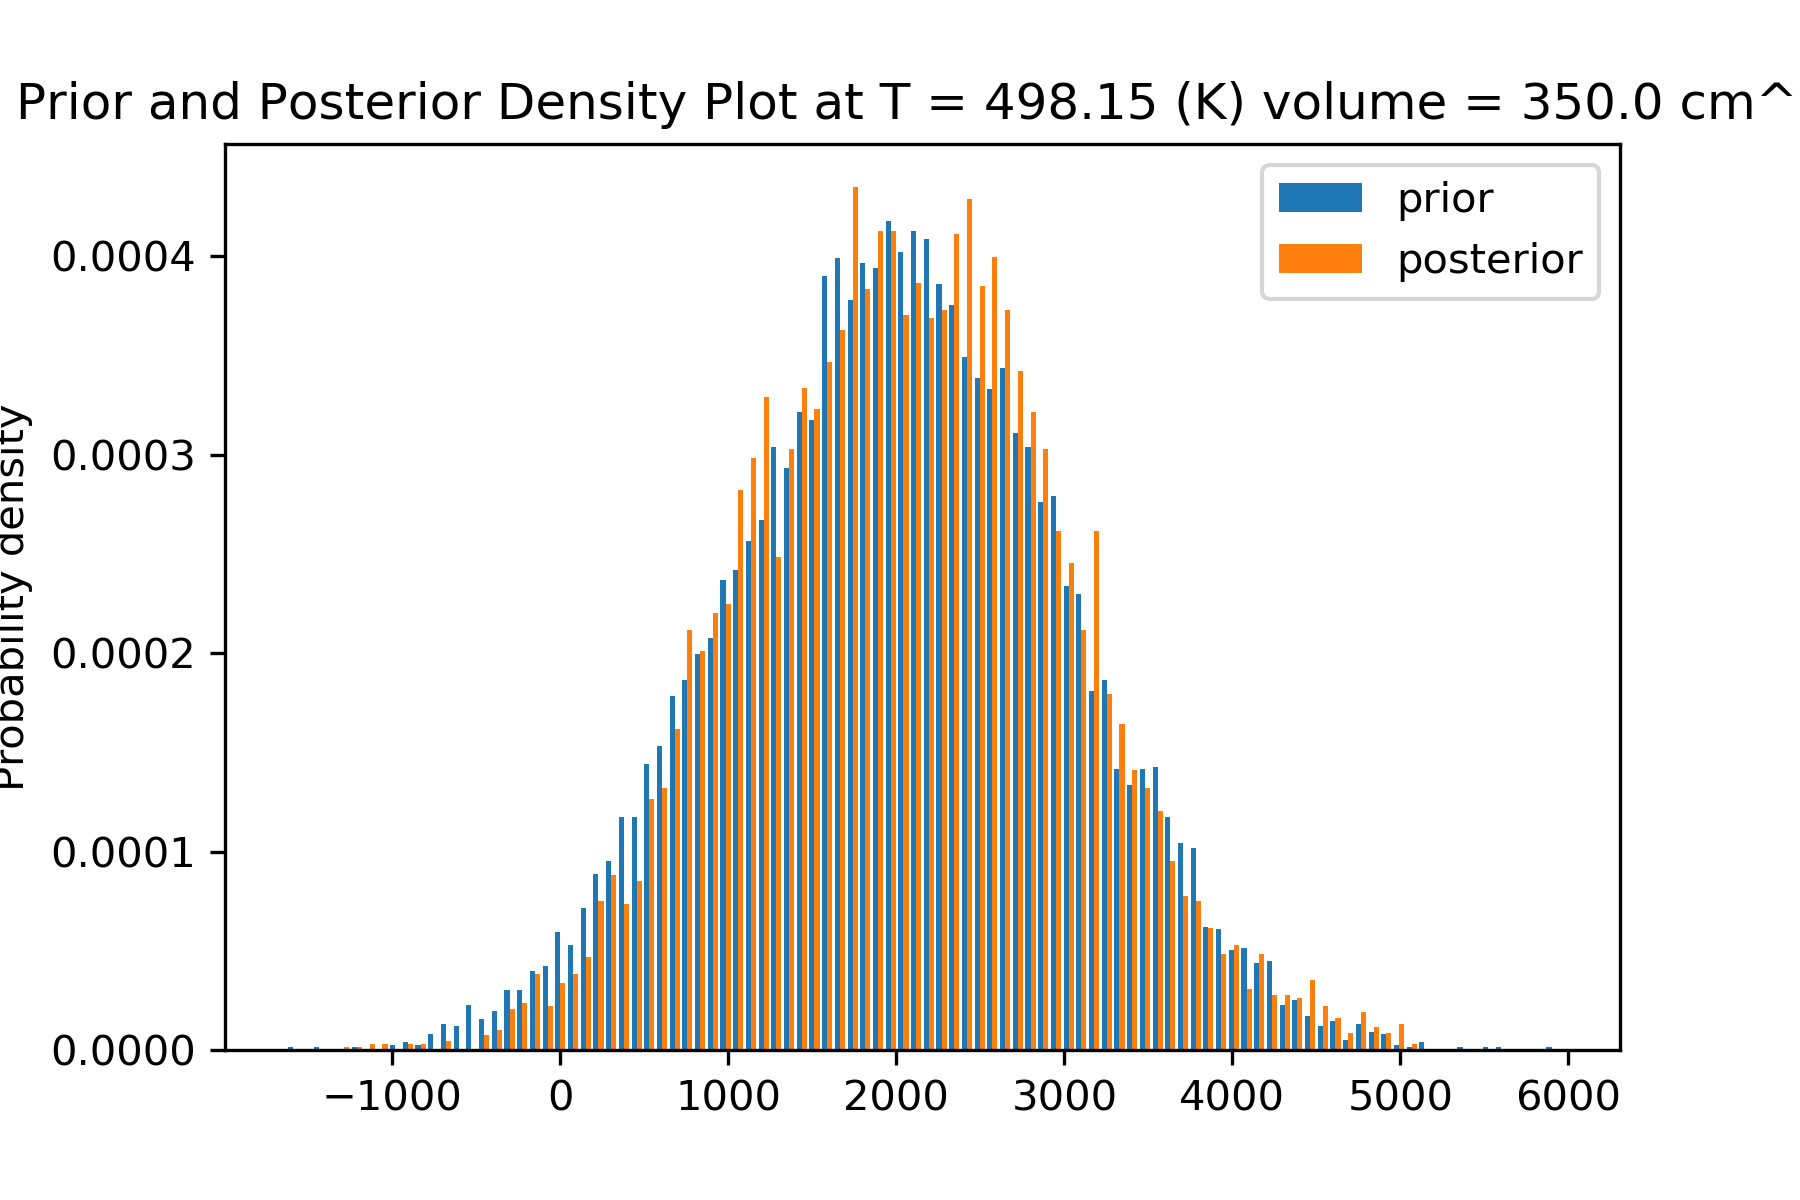 Prior and Posterior Density Plot at T = 498.15 (K) volume = 350.0 cm^
prior
posterior
Probability density
0.0004
0.0003
0.0002
0.0001
0.0000
−1000 0 1000 2000 3000 4000 5000 6000